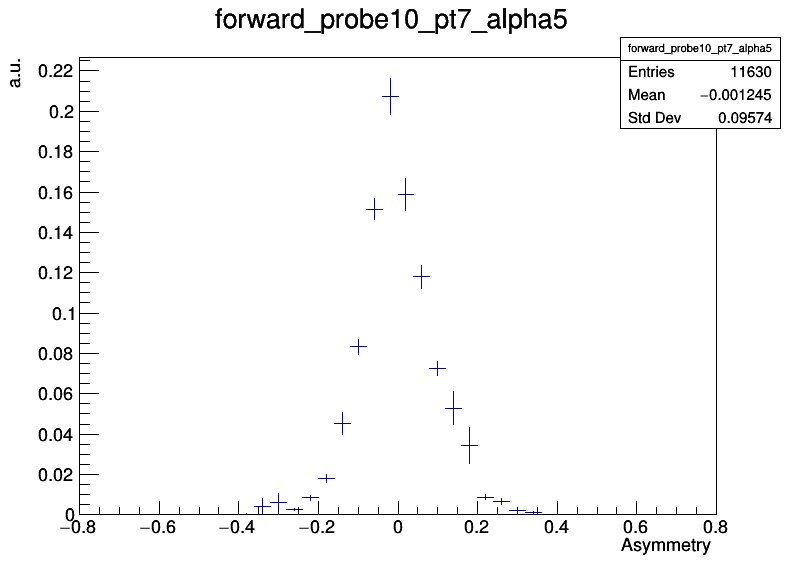 forward_probe10_pt7_alpha5
a.u.
forward_probe10_pt7_alpha5
Entries 11630
Mean −0.001245
Std Dev 0.09574
0.22
0.2
0.18
0.16
0.14
0.12
0.1
0.08
0.06
0.04
0.02
0
−0.8 −0.6 −0.4 −0.2 0 0.2 0.4 0.6 0.8
Asymmetry